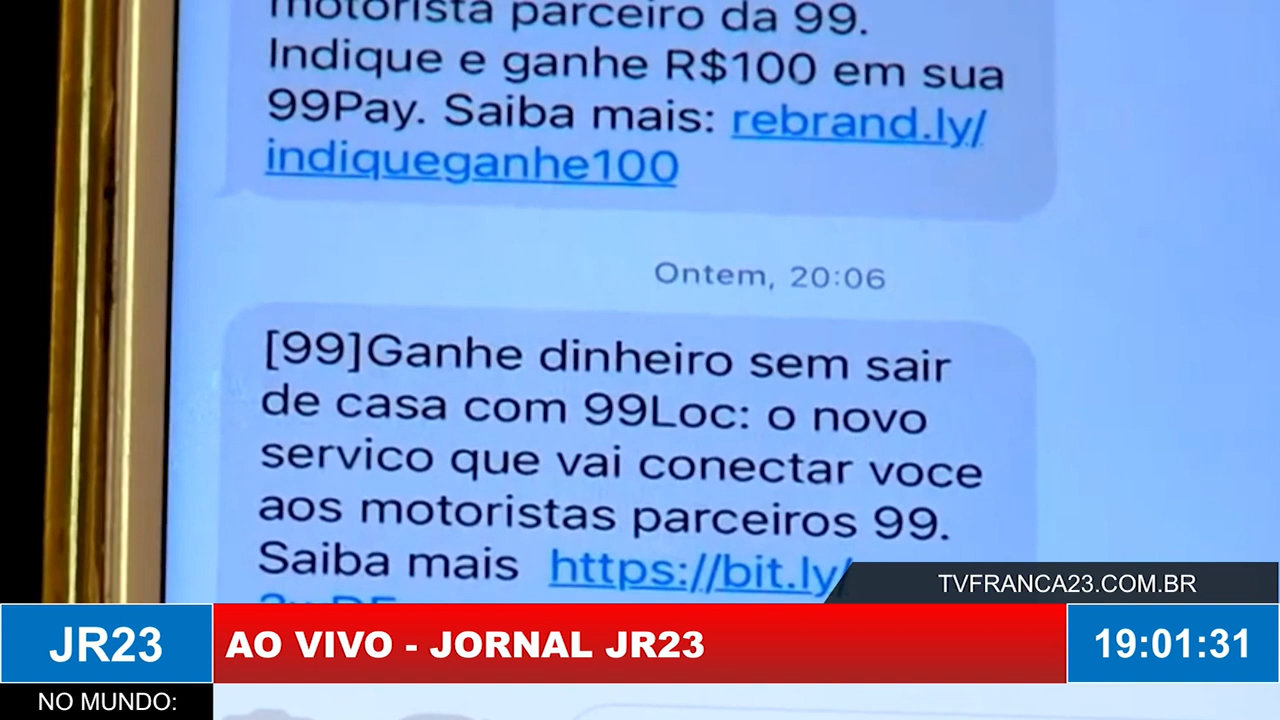 motorista parceiro da 99.
Indique e ganhe R$100 em sua
99Pay. Saiba mais: rebrand.ly/
indiqueganhe100
Ontem, 20:06
[99]Ganhe dinheiro sem sair
de casa com 99Loc: o novo
servico que vai conectar voce
aos motoristas parceiros 99.
Saiba mais https://bit.ly/
TVFRANCA23.COM.BR
JR23
AO VIVO - JORNAL JR23
19:01:31
NO MUNDO: